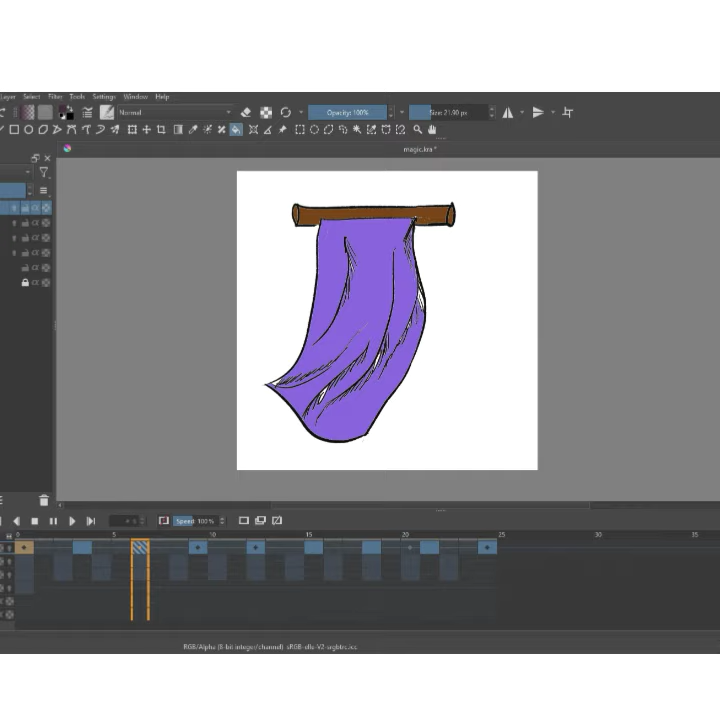 Layer Select Filter Tools Settings Window Help
Normal Opacity: 100% Size: 21.00 px
magic.kra *
Speed: 100 %
0 5 10 15 20 25 30 35
RGB/Alpha (8-bit integer/channel) sRGB-elle-V2-srgbtrc.icc